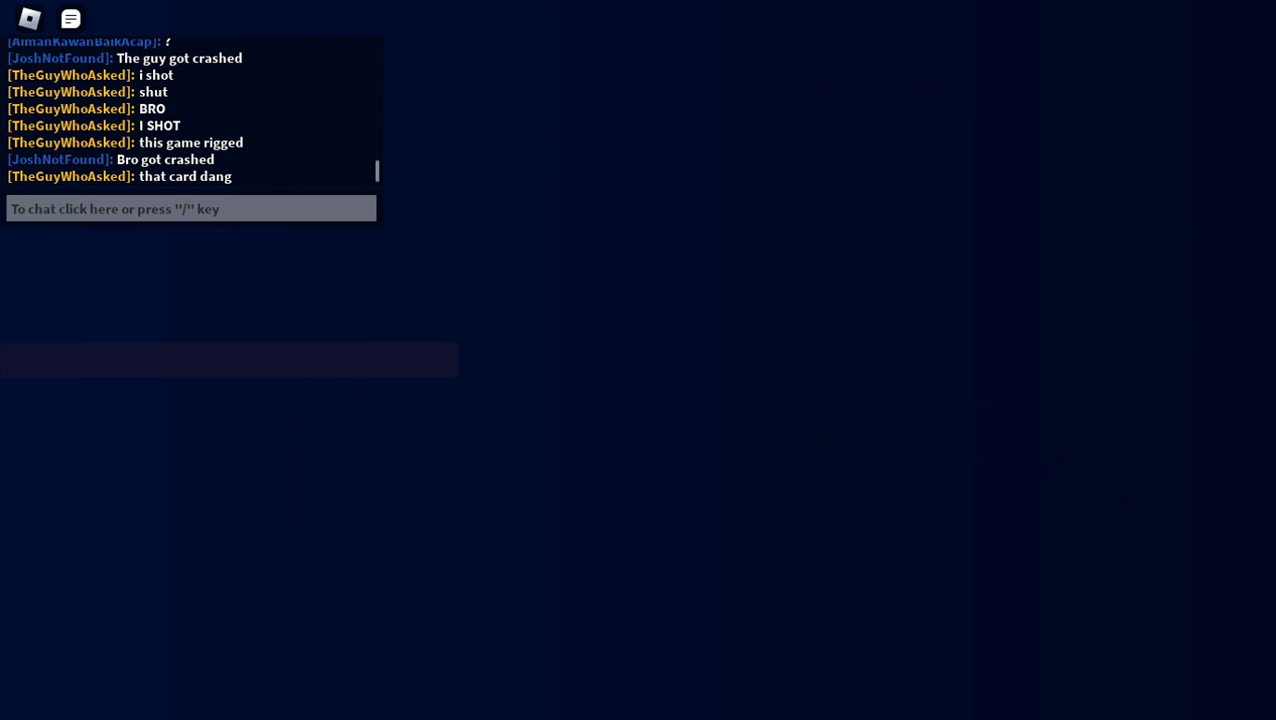 [AimanKawanBaikAcap]: ?
[JoshNotFound]: The guy got crashed
[TheGuyWhoAsked]: i shot
[TheGuyWhoAsked]: shut
[TheGuyWhoAsked]: BRO
[TheGuyWhoAsked]: I SHOT
[TheGuyWhoAsked]: this game rigged
[JoshNotFound]: Bro got crashed
[TheGuyWhoAsked]: that card dang
To chat click here or press "/" key